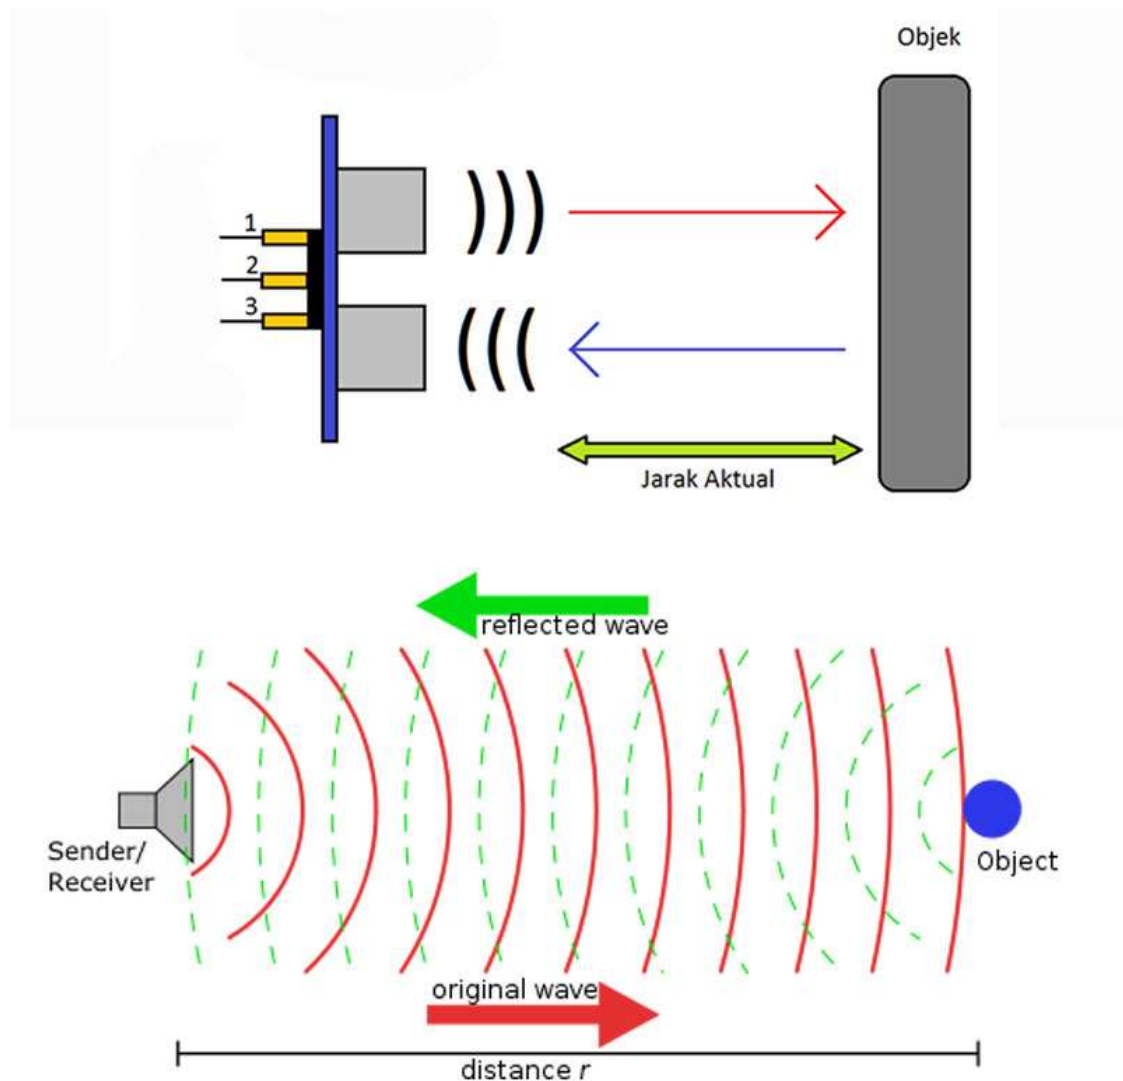 Objek
1
2
3
Jarak Aktual
reflected wave
Sender/
Receiver
Object
original wave
distance r